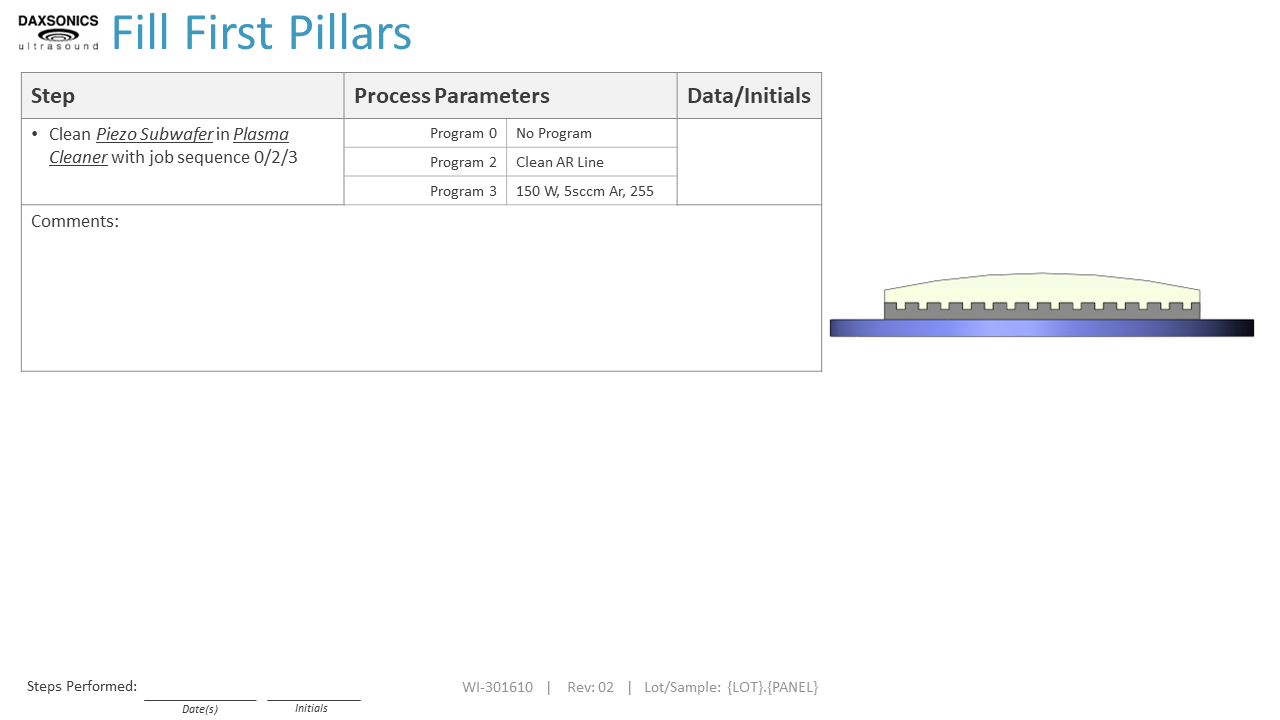 DAXSONICS
ultrasound
Fill First Pillars
Step
Process Parameters
Data/Initials
• Clean Piezo Subwafer in Plasma
Cleaner with job sequence 0/2/3
Program 0
No Program
Program 2
Clean AR Line
Program 3
150 W, 5sccm Ar, 255
Comments:
Steps Performed:
Date(s)
Initials
WI-301610 | Rev: 02 | Lot/Sample: {LOT}.{PANEL}